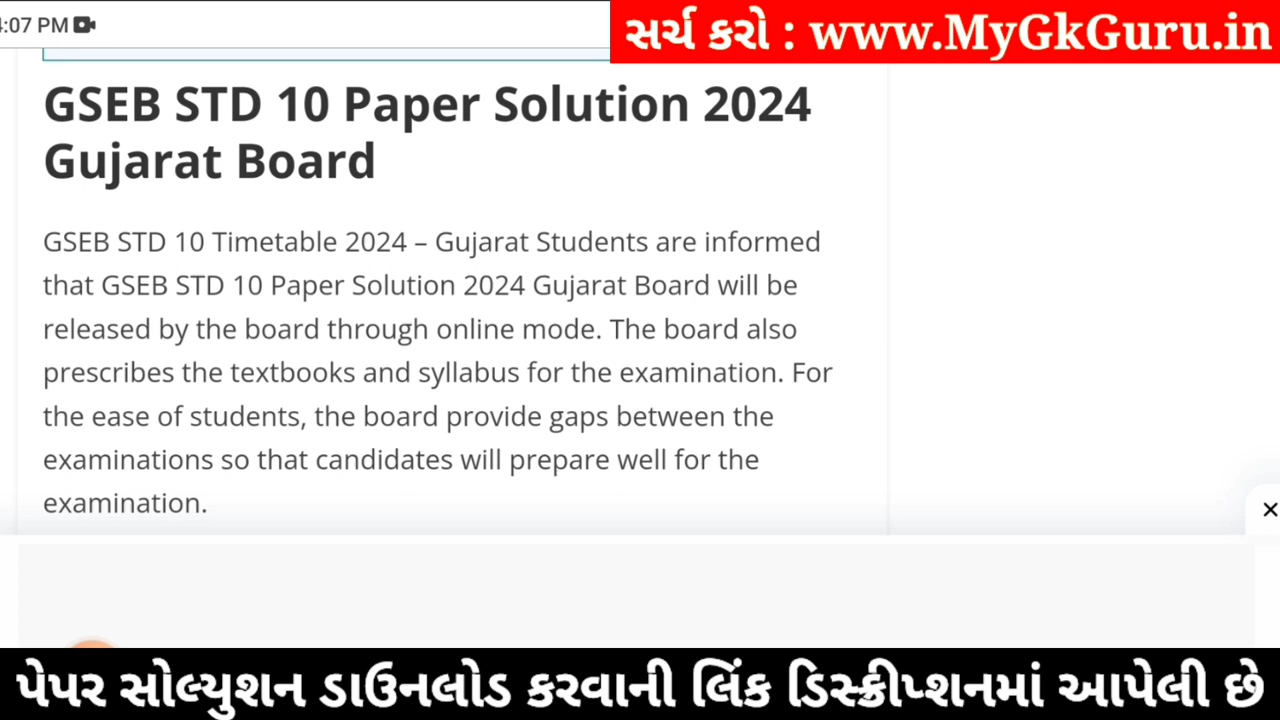 4:07 PM
સર્ચ કરો : www.MyGkGuru.in
GSEB STD 10 Paper Solution 2024
Gujarat Board
GSEB STD 10 Timetable 2024 – Gujarat Students are informed
that GSEB STD 10 Paper Solution 2024 Gujarat Board will be
released by the board through online mode. The board also
prescribes the textbooks and syllabus for the examination. For
the ease of students, the board provide gaps between the
examinations so that candidates will prepare well for the
examination.
પેપર સોલ્યુશન ડાઉનલોડ કરવાની લિંક ડિસ્ક્રીપ્શનમાં આપેલી છે